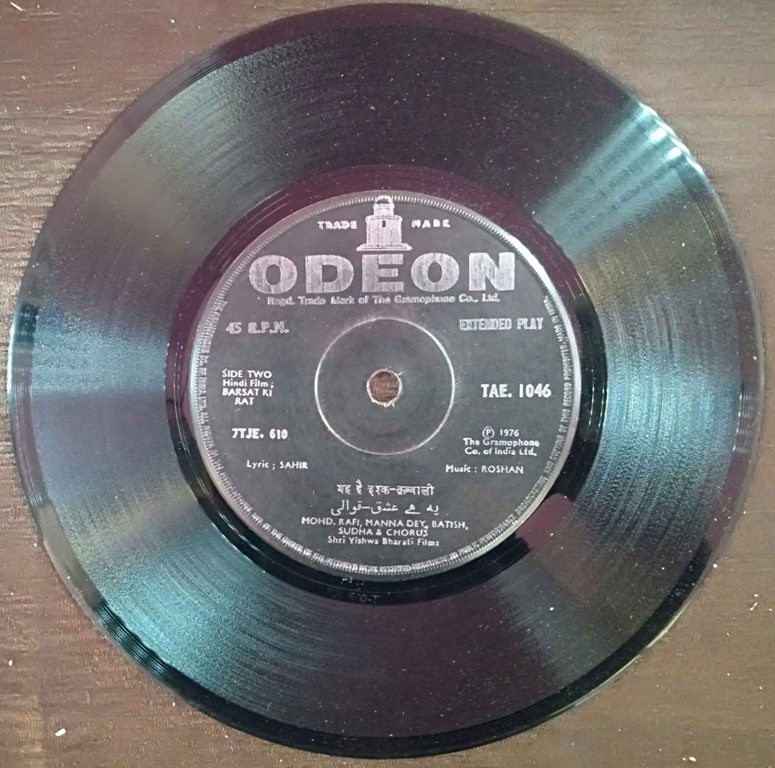 TRADE MARK
ODEON
Regd. Trade Mark of The Gramophone Co., Ltd.
45 R.P.M.
EXTENDED PLAY
SIDE TWO
Hindi Film ;
BARSAT KI
RAT
TAE. 1046
7TJE. 610
Ⓟ 1976
The Gramophone
Co. of India Ltd.
Lyric ; SAHIR
Music : ROSHAN
यह है इश्क-क़व्वाली
یہ ہے عشق-قوالی
MOHD. RAFI, MANNA DEY, BATISH,
SUDHA & CHORUS
Shri Vishwa Bharati Films